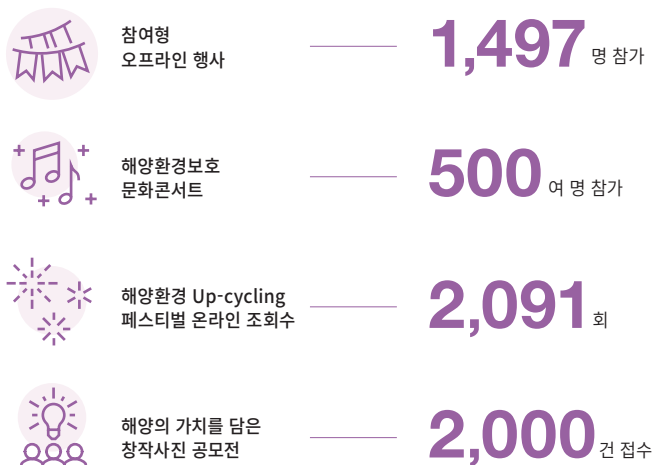 참여형
오프라인 행사
1,497 명 참가
해양환경보호
문화콘서트
500 여 명 참가
해양환경 Up-cycling
페스티벌 온라인 조회수
2,091 회
해양의 가치를 담은
창작사진 공모전
2,000 건 접수